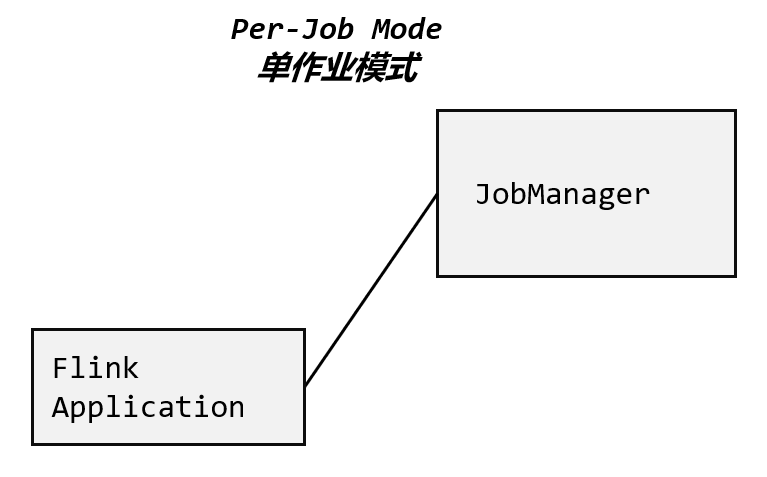 Per-Job Mode
单作业模式
JobManager
Flink
Application